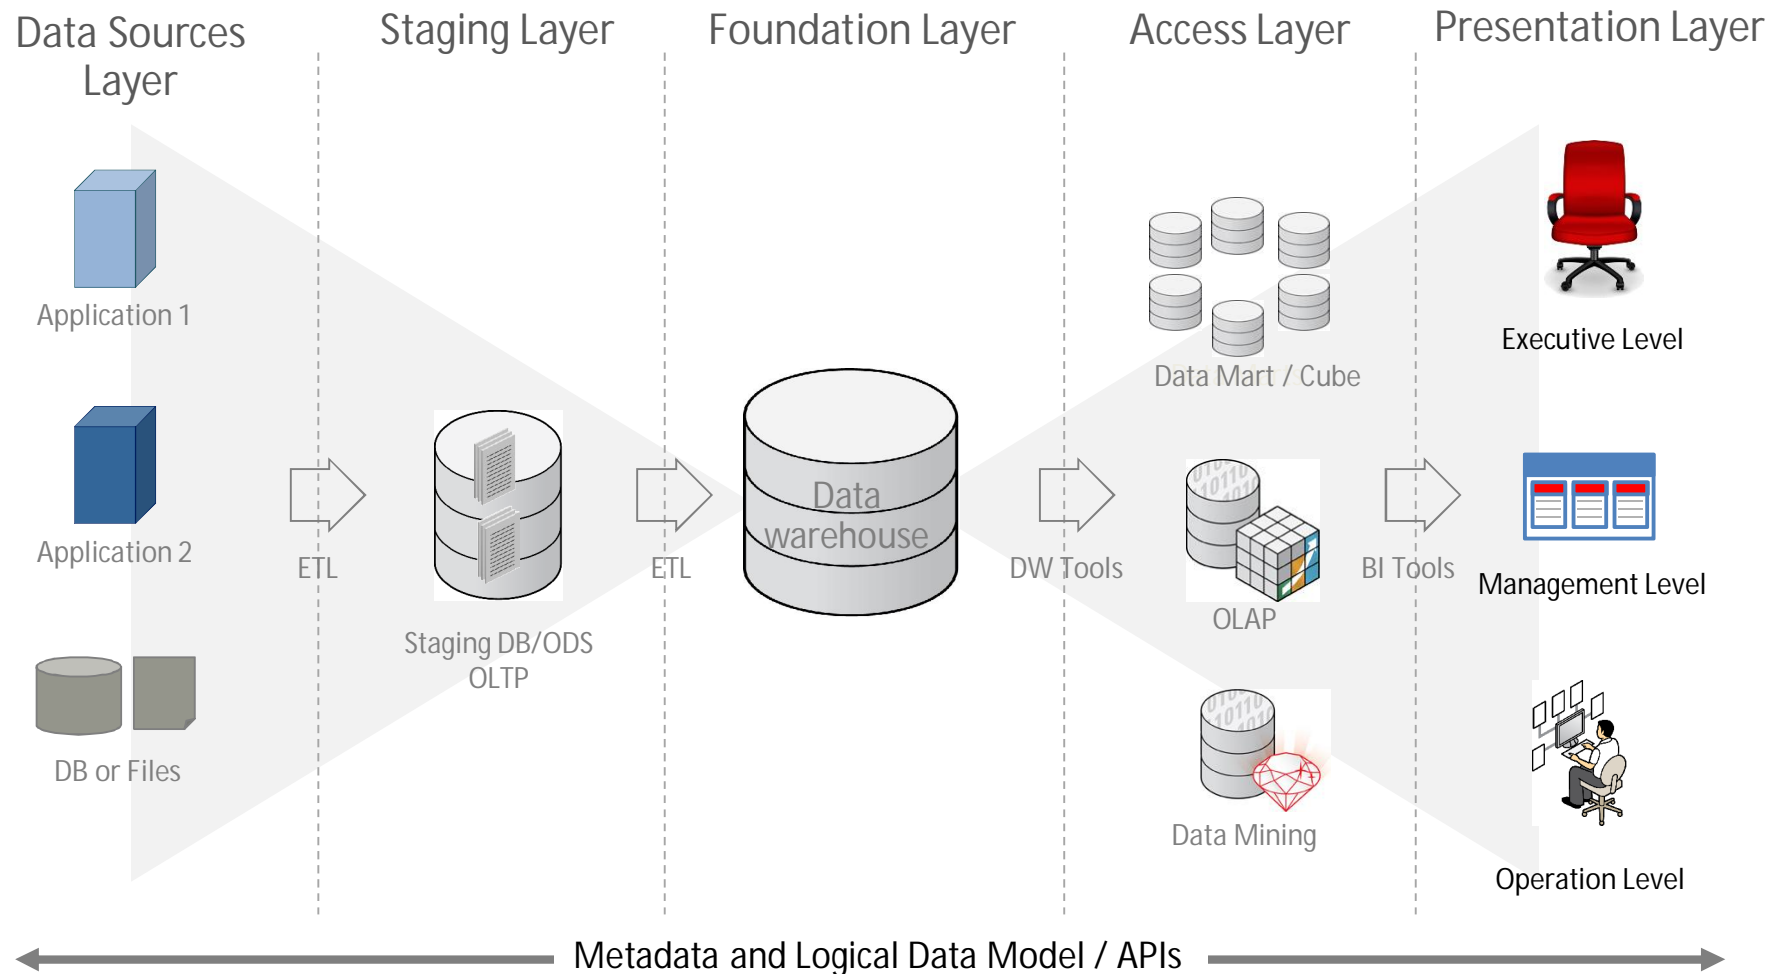 Data Sources
Layer
Staging Layer
Foundation Layer
Access Layer
Presentation Layer
Application 1
Application 2
DB or Files
ETL
Staging DB/ODS
OLTP
ETL
Data
warehouse
DW Tools
Data Mart / Cube
OLAP
Data Mining
BI Tools
Executive Level
Management Level
Operation Level
Metadata and Logical Data Model / APIs